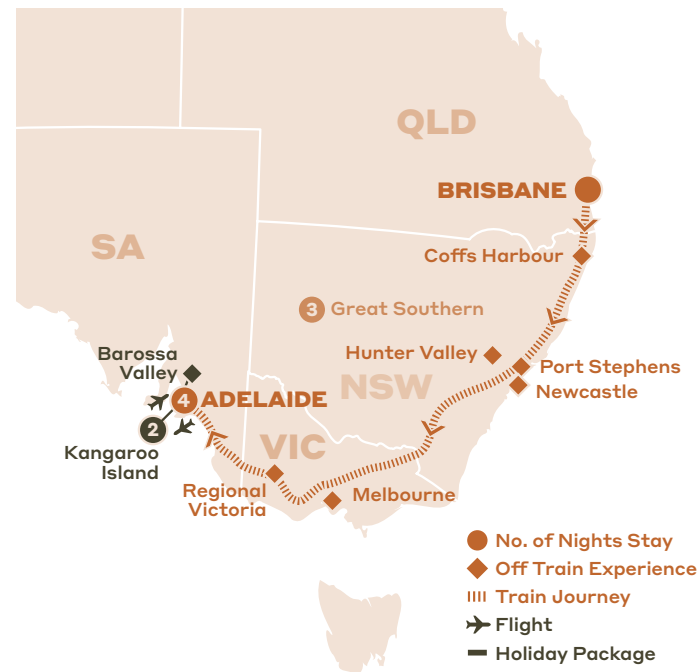 QLD
BRISBANE
SA
Coffs Harbour
3 Great Southern
Hunter Valley
Port Stephens
Barossa
Valley
NSW
Newcastle
4 ADELAIDE
2
Kangaroo
Island
VIC
Regional
Victoria
Melbourne
No. of Nights Stay
Off Train Experience
Train Journey
Flight
Holiday Package